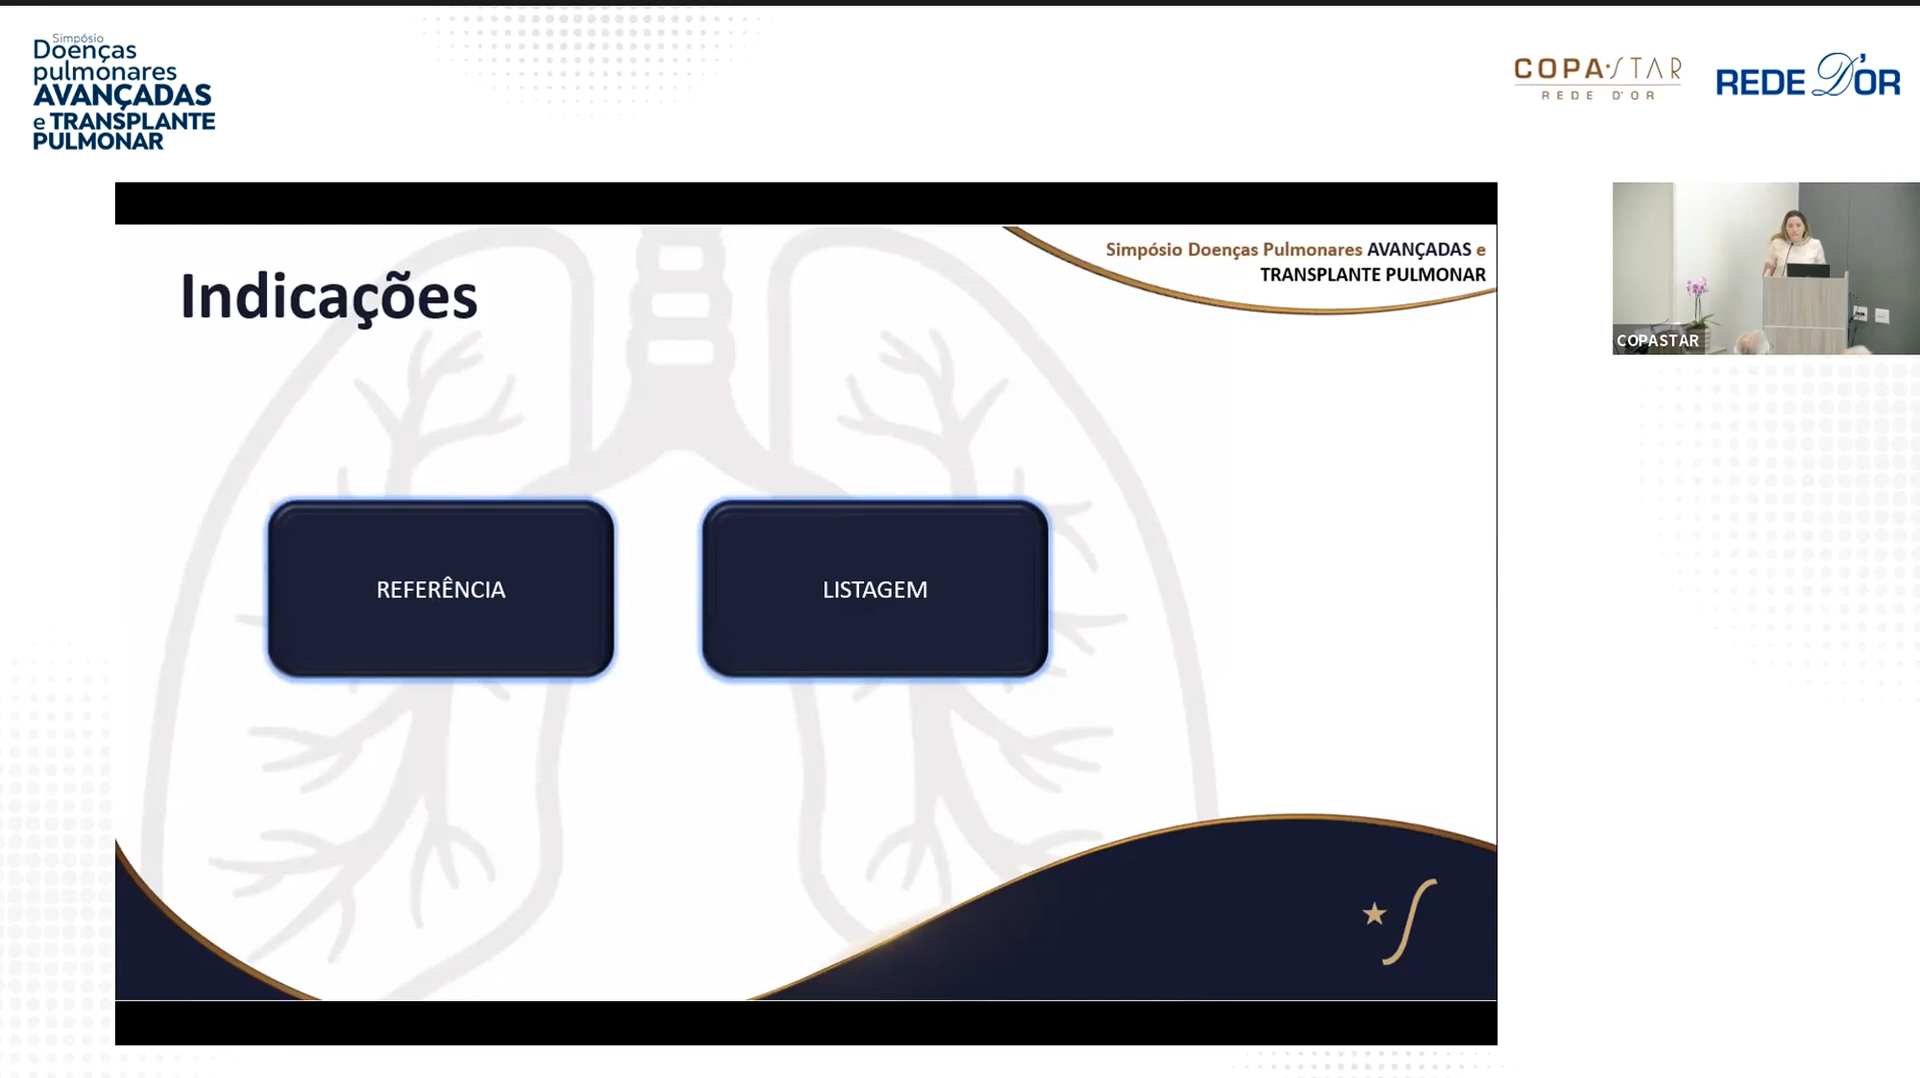 Simpósio
Doenças
pulmonares
AVANÇADAS
e TRANSPLANTE
PULMONAR
COPA STAR
REDE D'OR
REDE D'OR
Simpósio Doenças Pulmonares AVANÇADAS e
TRANSPLANTE PULMONAR
Indicações
COPASTAR
REFERÊNCIA
LISTAGEM